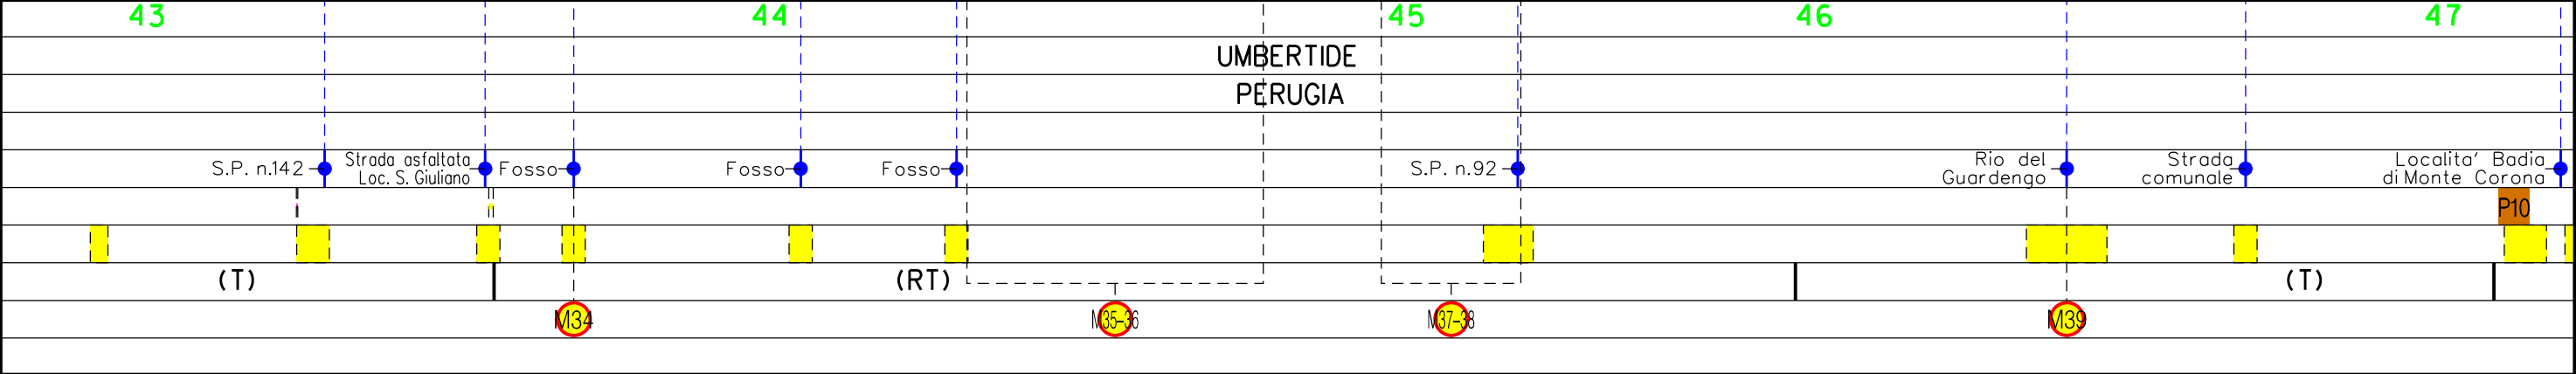 43 44 45 46 47
UMBERTIDE
PERUGIA
S.P. n.142
Strada asfaltata
Loc. S. Giuliano
Fosso
Fosso
Fosso
S.P. n.92
Rio del
Guardengo
Strada
comunale
Localita' Badia
di Monte Corona
P10
(T) (RT) (T)
M34 M35-36 M37-38 M39